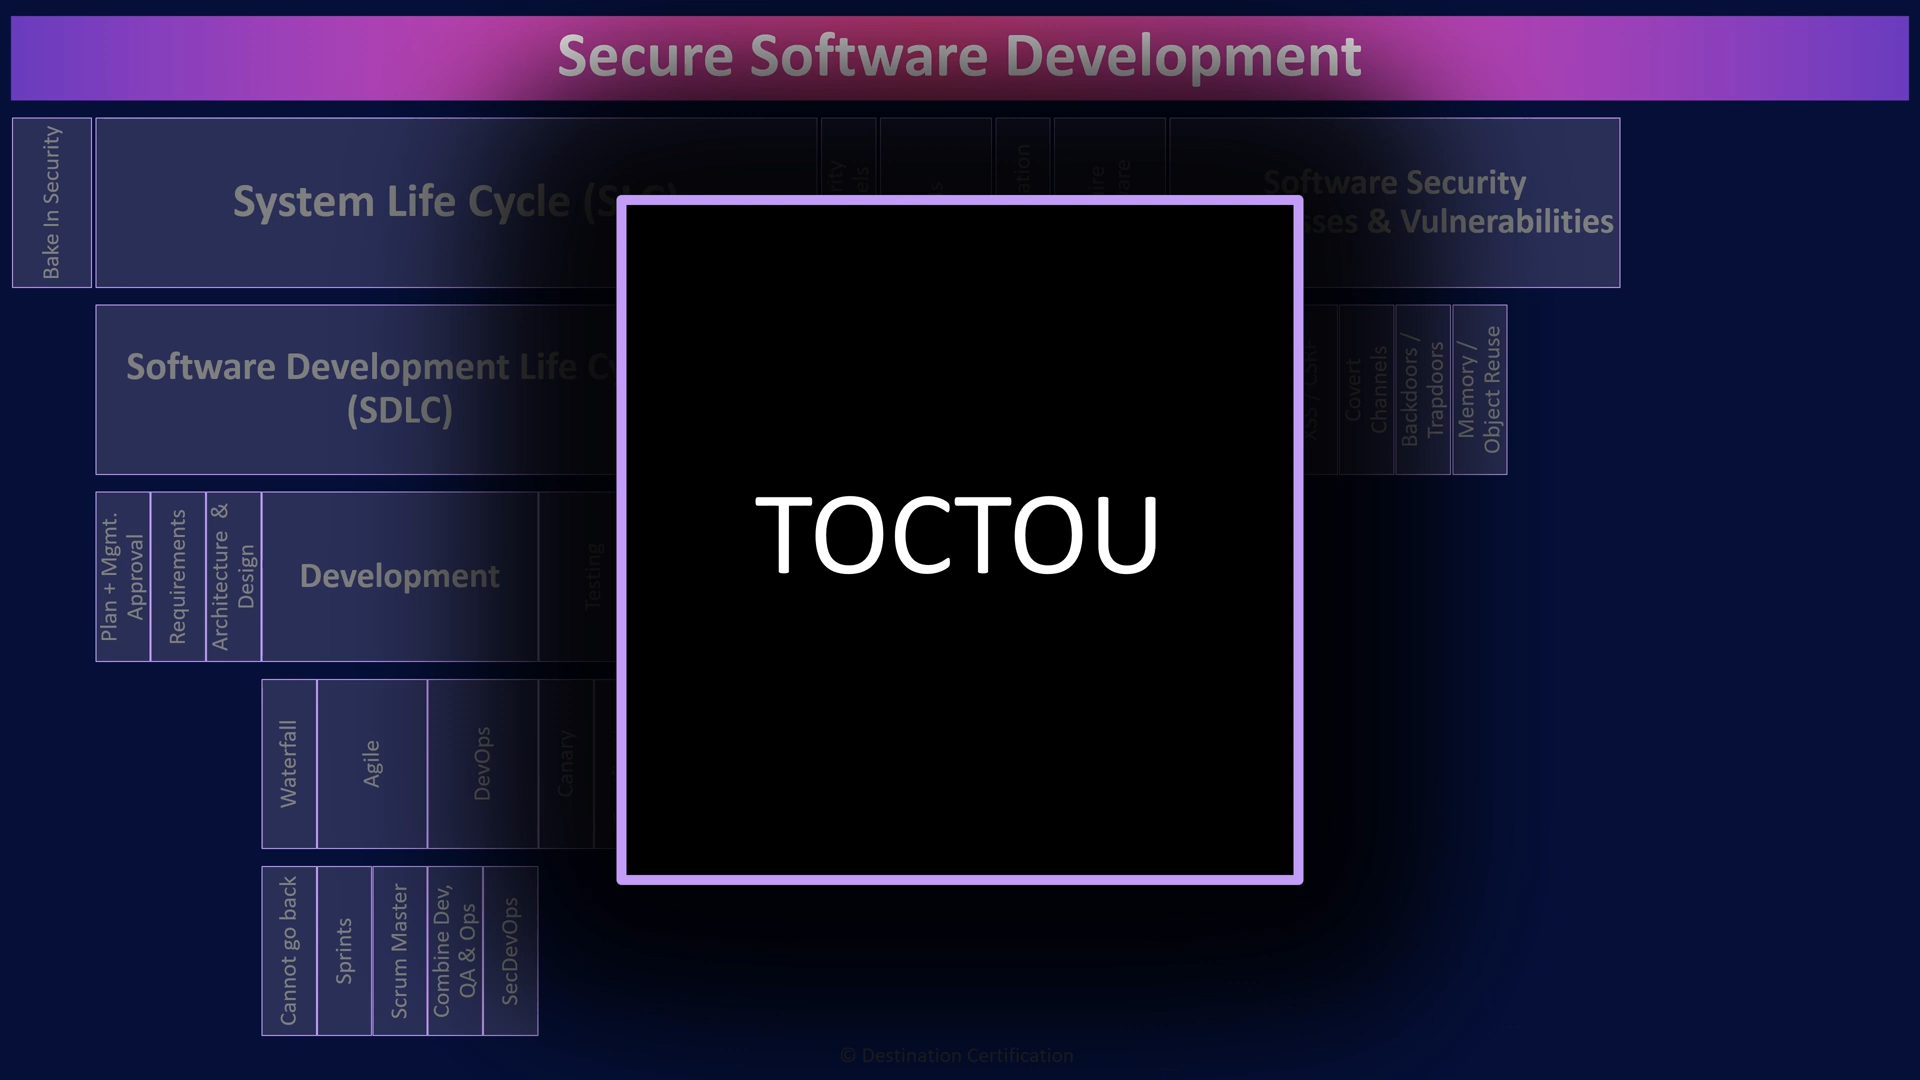 Secure Software Development
Bake In Security
System Life Cycle (SLC)
Software Security
& Vulnerabilities
Software Development Life
(SDLC)
Covert
Channels
Backdoors /
Trapdoors
Memory /
Object Reuse
TOCTOU
Plan + Mgmt.
Approval
Requirements
Architecture &
Design
Development
Testing
Waterfall
Agile
DevOps
Canary
Cannot go back
Sprints
Scrum Master
Combine Dev,
QA & Ops
SecDevOps
© Destination Certification